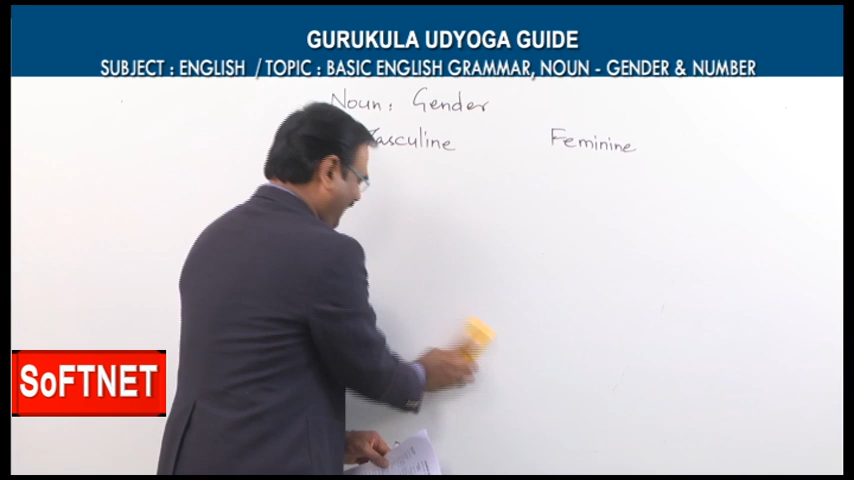 GURUKULA UDYOGA GUIDE
SUBJECT : ENGLISH / TOPIC : BASIC ENGLISH GRAMMAR, NOUN - GENDER & NUMBER
Noun: Gender
Feminine
SoFTNET